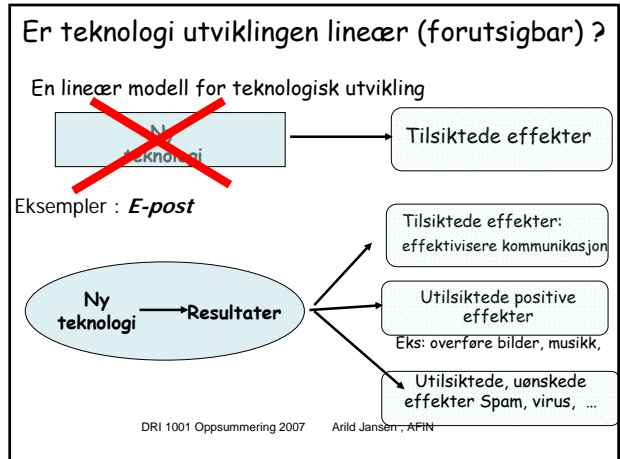 Er teknologi utviklingen lineær (forutsigbar) ?
En lineær modell for teknologisk utvikling
Ny
teknologi
Tilsiktede effekter
Eksempler : E-post
Tilsiktede effekter:
effektivisere kommunikasjon
Ny
teknologi
Resultater
Utilsiktede positive
effekter
Eks: overføre bilder, musikk,
Utilsiktede, uønskede
effekter Spam, virus, ...
DRI 1001 Oppsummering 2007 Arild Jansen , AFIN